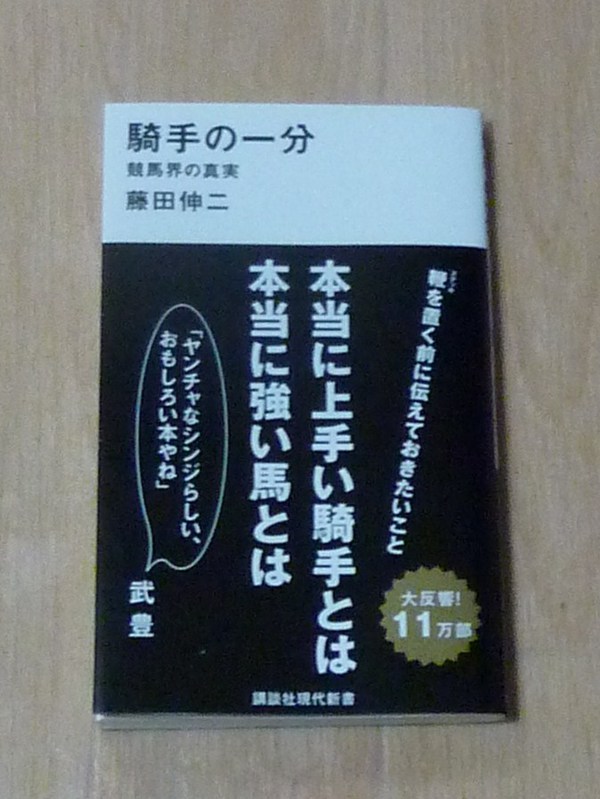 騎手の一分
競馬界の真実
藤田伸二
鞭を置く前に伝えておきたいこと
本当に上手い騎手とは
本当に強い馬とは
「ヤンチャなシンジらしい、
おもしろい本やね」
武豊
大反響!
11万部
講談社現代新書